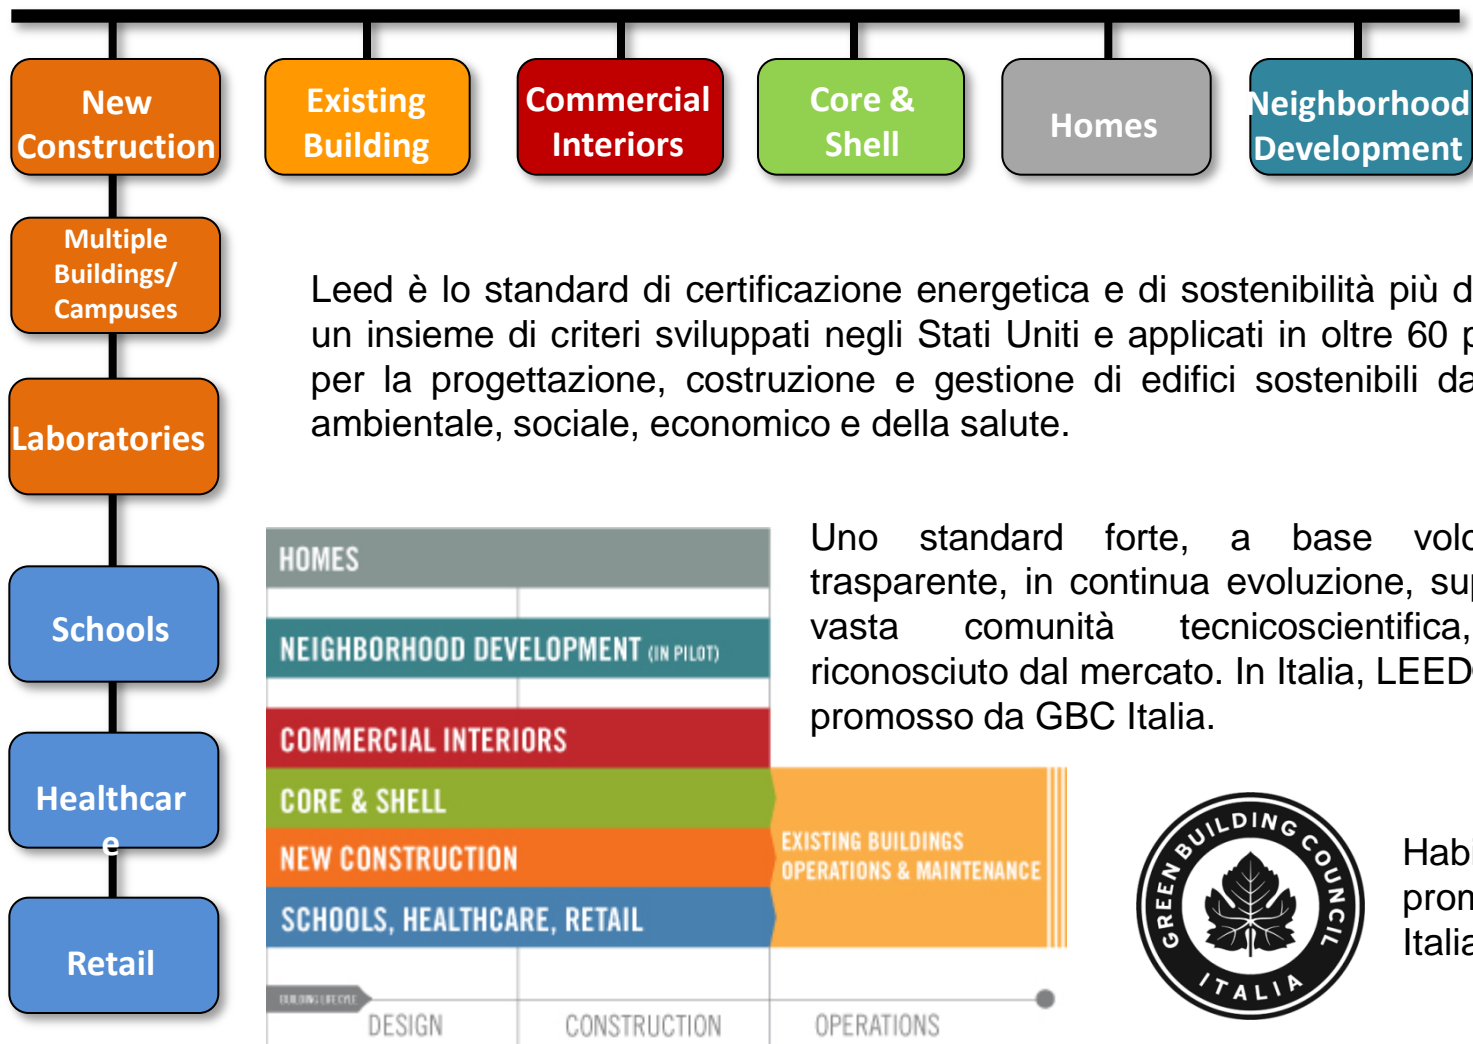 New
Construction
Existing
Building
Commercial
Interiors
Core &
Shell
Homes
Neighborhood
Development
Multiple
Buildings/
Campuses
Laboratories
Schools
Healthcar
e
Retail
Leed è lo standard di certificazione energetica e di sostenibilità più d
un insieme di criteri sviluppati negli Stati Uniti e applicati in oltre 60 p
per la progettazione, costruzione e gestione di edifici sostenibili da
ambientale, sociale, economico e della salute.
Uno standard forte, a base volo
trasparente, in continua evoluzione, sup
vasta comunità tecnicoscientifica,
riconosciuto dal mercato. In Italia, LEED
promosso da GBC Italia.
HOMES
NEIGHBORHOOD DEVELOPMENT (IN PILOT)
COMMERCIAL INTERIORS
CORE & SHELL
NEW CONSTRUCTION
SCHOOLS, HEALTHCARE, RETAIL
EXISTING BUILDINGS
OPERATIONS & MAINTENANCE
BUILDING LIFECYLE
DESIGN CONSTRUCTION OPERATIONS
GREEN BUILDING COUNCIL
ITALIA
Habi
prom
Italia